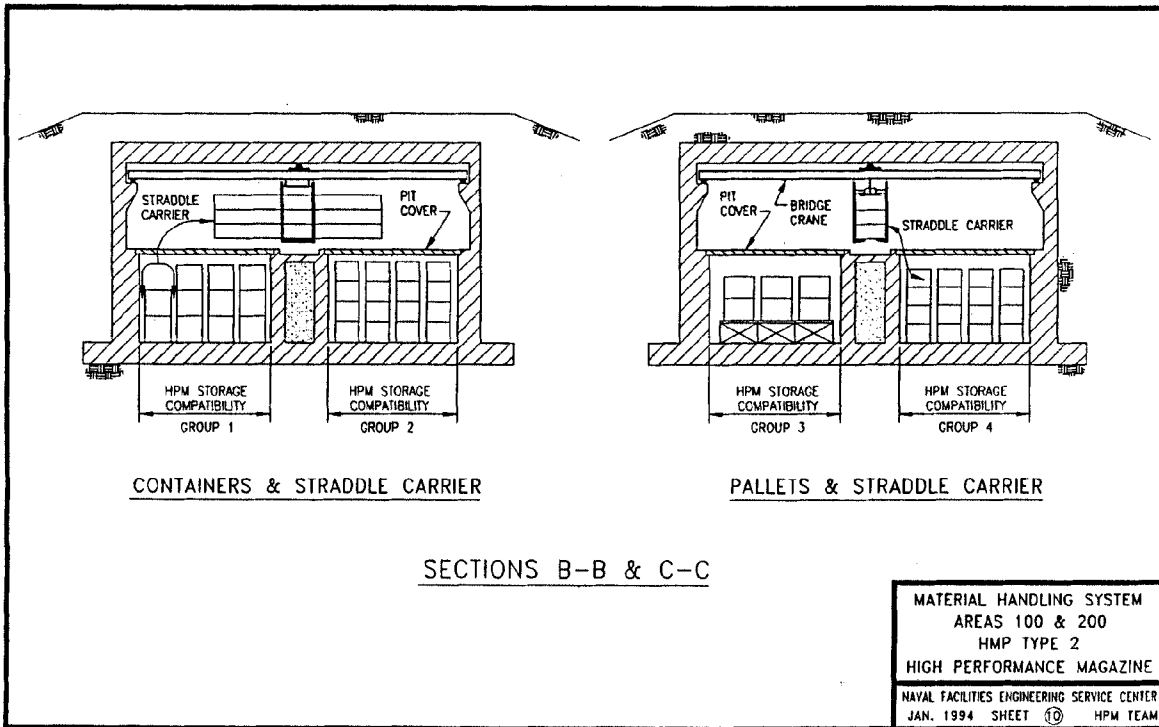 STRADDLE
CARRIER
PIT
COVER
HPM STORAGE
COMPATIBILITY
GROUP 1
HPM STORAGE
COMPATIBILITY
GROUP 2
CONTAINERS & STRADDLE CARRIER
PIT
COVER
BRIDGE
CRANE
STRADDLE CARRIER
HPM STORAGE
COMPATIBILITY
GROUP 3
HPM STORAGE
COMPATIBILITY
GROUP 4
PALLETS & STRADDLE CARRIER
SECTIONS B-B & C-C
MATERIAL HANDLING SYSTEM
AREAS 100 & 200
HMP TYPE 2
HIGH PERFORMANCE MAGAZINE
NAVAL FACILITIES ENGINEERING SERVICE CENTER
JAN. 1994 SHEET 10 HPM TEAM